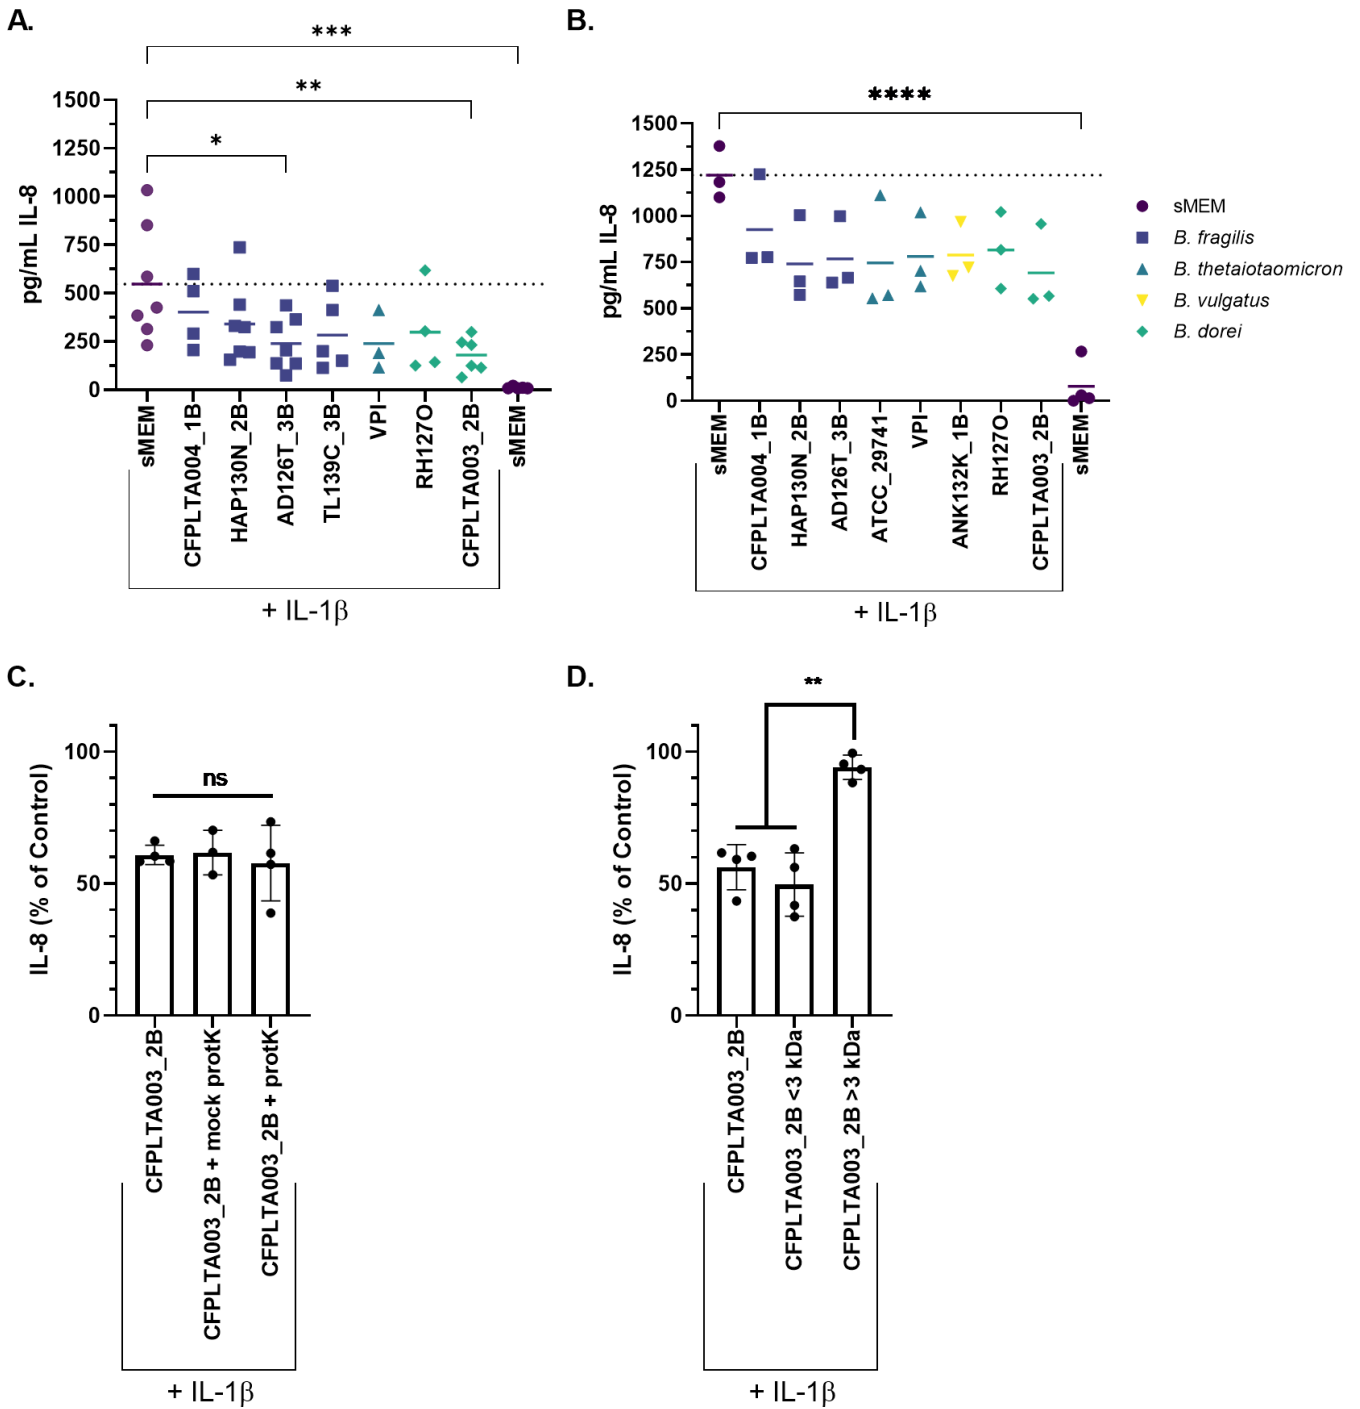 A.
***
**
*
1500
1250
1000
750
500
250
0
pg/mL IL-8
sMEM
CFPLTA004_1B
HAP130N_2B
AD126T_3B
TL139C_3B
VPI
RH127O
CFPLTA003_2B
sMEM
+ IL-1β
B.
****
1500
1250
1000
750
500
250
0
pg/mL IL-8
sMEM
CFPLTA004_1B
HAP130N_2B
AD126T_3B
ATCC_29741
VPI
ANK132K_1B
RH127O
CFPLTA003_2B
sMEM
+ IL-1β
sMEM
B. fragilis
B. thetaiotaomicron
B. vulgatus
B. dorei
C.
ns
100
50
0
IL-8 (% of Control)
CFPLTA003_2B
CFPLTA003_2B + mock protK
CFPLTA003_2B + protK
+ IL-1β
D.
**
100
50
0
IL-8 (% of Control)
CFPLTA003_2B
CFPLTA003_2B <3 kDa
CFPLTA003_2B >3 kDa
+ IL-1β